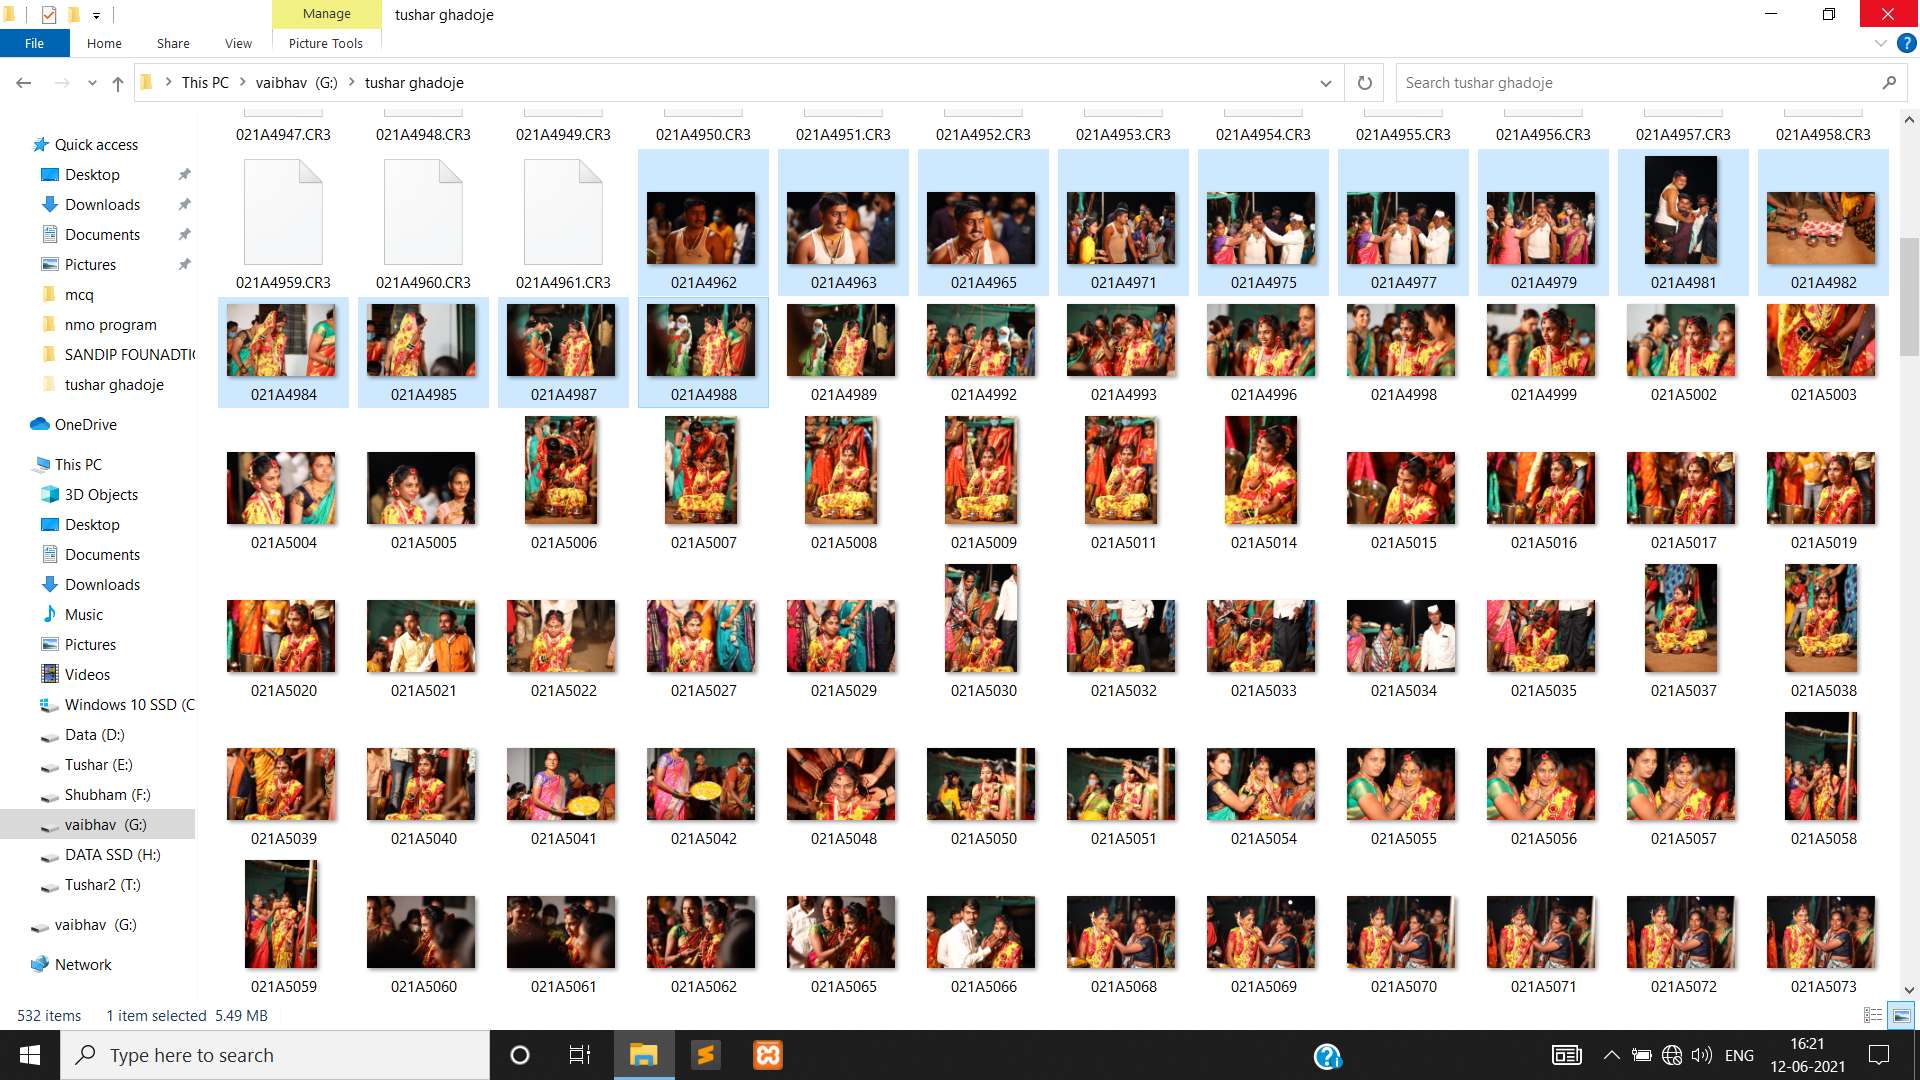 Manage
tushar ghadoje
File
Home
Share
View
Picture Tools
This PC
vaibhav (G:)
tushar ghadoje
Search tushar ghadoje
021A4947.CR3 021A4948.CR3 021A4949.CR3 021A4950.CR3 021A4951.CR3 021A4952.CR3 021A4953.CR3 021A4954.CR3 021A4955.CR3 021A4956.CR3 021A4957.CR3 021A4958.CR3
021A4959.CR3 021A4960.CR3 021A4961.CR3 021A4962 021A4963 021A4965 021A4971 021A4975 021A4977 021A4979 021A4981 021A4982
021A4984 021A4985 021A4987 021A4988 021A4989 021A4992 021A4993 021A4996 021A4998 021A4999 021A5002 021A5003
021A5004 021A5005 021A5006 021A5007 021A5008 021A5009 021A5011 021A5014 021A5015 021A5016 021A5017 021A5019
021A5020 021A5021 021A5022 021A5027 021A5029 021A5030 021A5032 021A5033 021A5034 021A5035 021A5037 021A5038
021A5039 021A5040 021A5041 021A5042 021A5048 021A5050 021A5051 021A5054 021A5055 021A5056 021A5057 021A5058
021A5059 021A5060 021A5061 021A5062 021A5065 021A5066 021A5068 021A5069 021A5070 021A5071 021A5072 021A5073
Quick access
Desktop
Downloads
Documents
Pictures
mcq
nmo program
SANDIP FOUNADTI
tushar ghadoje
OneDrive
This PC
3D Objects
Desktop
Documents
Downloads
Music
Pictures
Videos
Windows 10 SSD (C
Data (D:)
Tushar (E:)
Shubham (F:)
vaibhav (G:)
DATA SSD (H:)
Tushar2 (T:)
vaibhav (G:)
Network
532 items
1 item selected 5.49 MB
Type here to search
ENG
16:21
12-06-2021